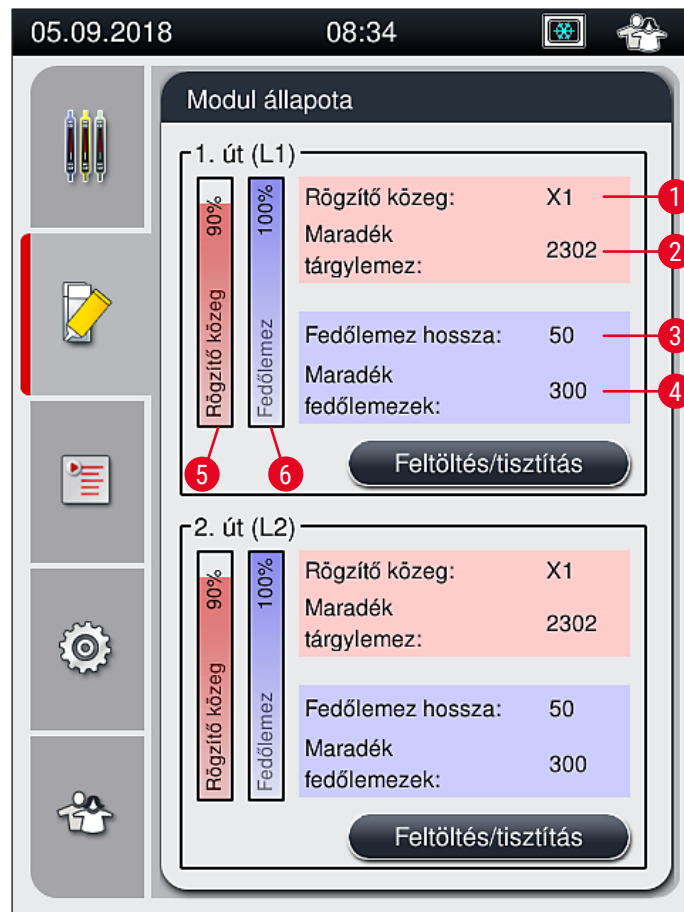 05.09.2018 08:34
Modul állapota
1. út (L1)
90% Rögzítő közeg
100% Fedőlemez
Rögzítő közeg: X1 1
Maradék
tárgylemez: 2302 2
Fedőlemez hossza: 50 3
Maradék
fedőlemezek: 300 4
5 6
Feltöltés/tisztítás
2. út (L2)
90% Rögzítő közeg
100% Fedőlemez
Rögzítő közeg: X1
Maradék
tárgylemez: 2302
Fedőlemez hossza: 50
Maradék
fedőlemezek: 300
Feltöltés/tisztítás